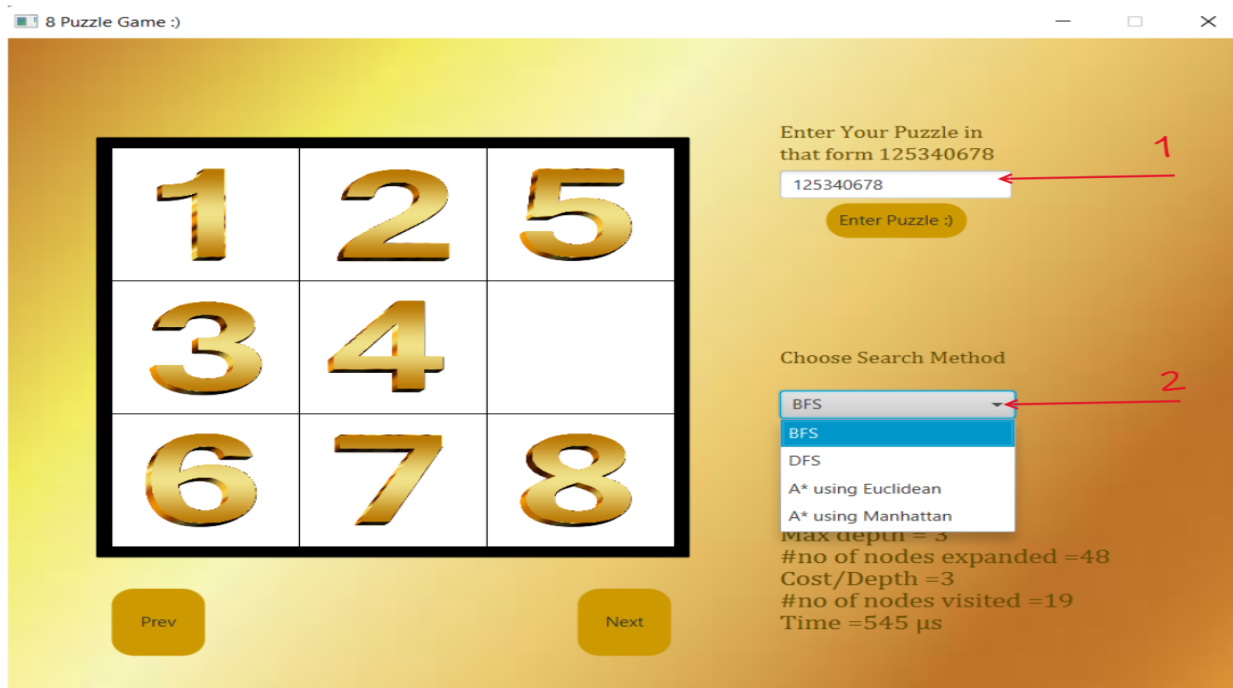 8 Puzzle Game :)
Enter Your Puzzle in
that form 125340678
1
125340678
Enter Puzzle :)
1 2 5
3 4
6 7 8
Choose Search Method
2
BFS
BFS
DFS
A* using Euclidean
A* using Manhattan
Max depth = 3
#no of nodes expanded =48
Cost/Depth =3
#no of nodes visited =19
Time =545 μs
Prev
Next